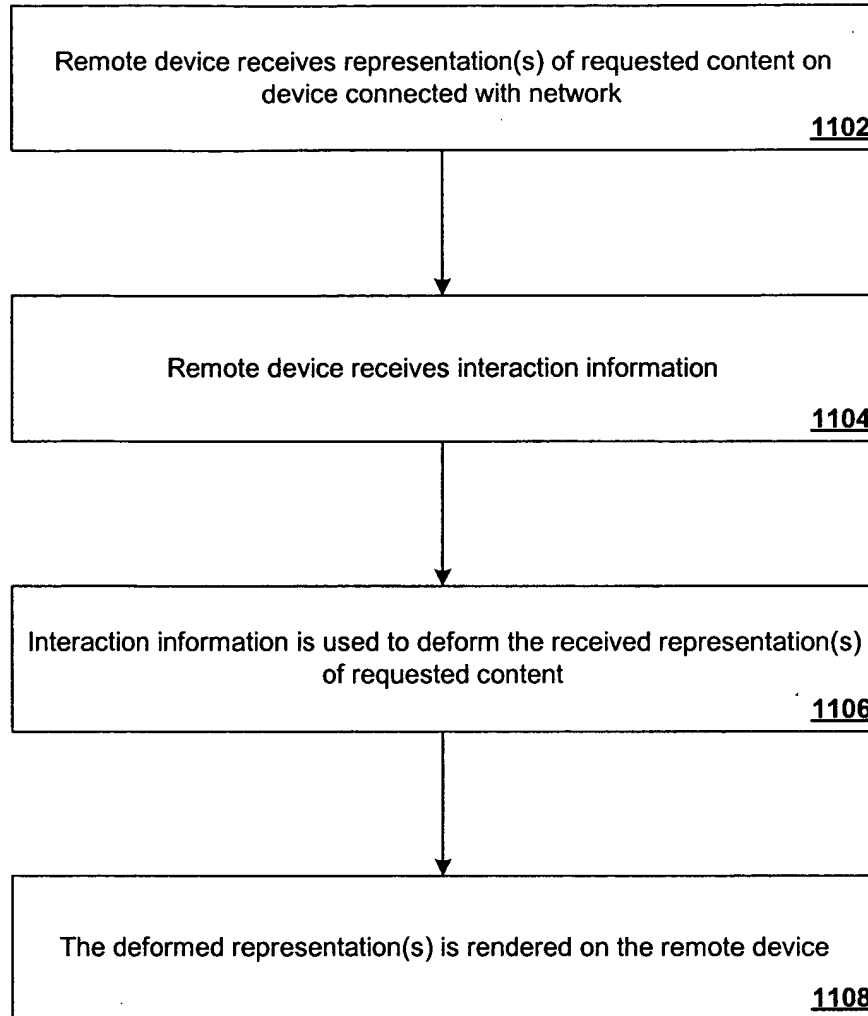 Remote device receives representation(s) of requested content on
device connected with network
1102
Remote device receives interaction information
1104
Interaction information is used to deform the received representation(s)
of requested content
1106
The deformed representation(s) is rendered on the remote device
1108